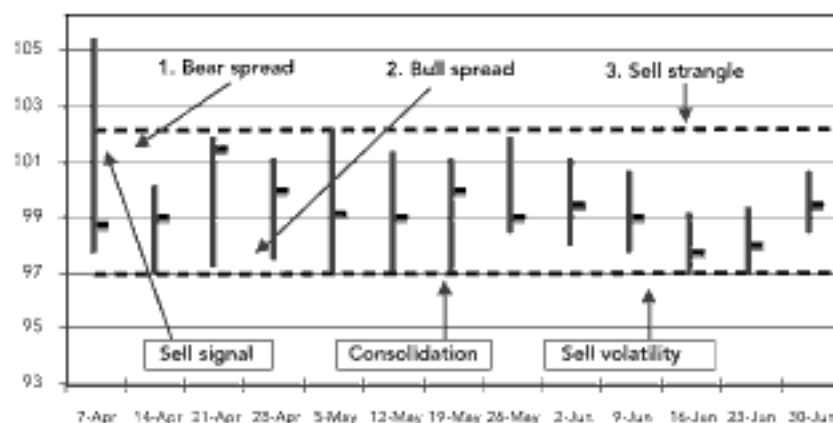 105
1. Bear spread
2. Bull spread
3. Sell strangle
103
101
99
97
95
Sell signal
Consolidation
Sell volatility
93
7-Apr 14-Apr 21-Apr 28-Apr 5-May 12-May 19-May 26-May 2-Jun 9-Jun 16-Jun 23-Jun 30-Jun